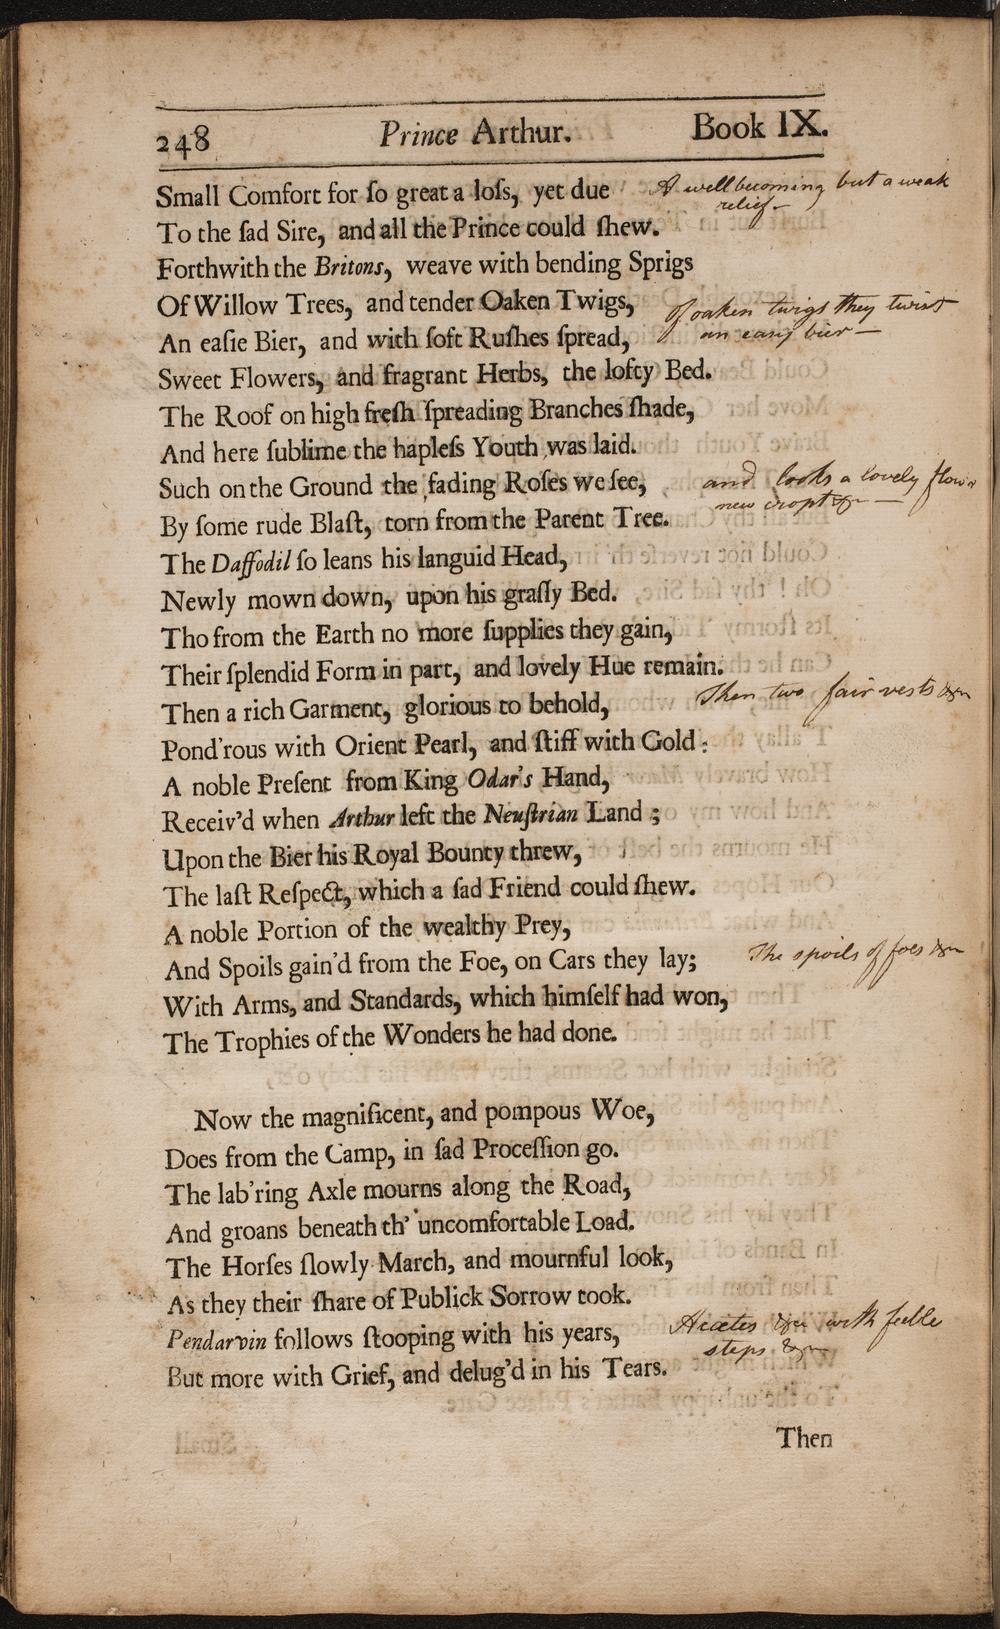 248 Prince Arthur. Book IX.
Small Comfort for ſo great a loſs, yet due
A well becoming but a weak
relief
To the ſad Sire, and all the Prince could ſhew.
Forthwith the Britons, weave with bending Sprigs
Of Willow Trees, and tender Oaken Twigs,
Of oaken twigs they twist
an easy bier
An eaſie Bier, and with ſoft Ruſhes ſpread,
Sweet Flowers, and fragrant Herbs, the lofty Bed.
The Roof on high freſh ſpreading Branches ſhade,
And here ſublime the hapleſs Youth was laid.
Such on the Ground the fading Roſes we ſee,
and looks a lovely flow'r
new cropt &c
By ſome rude Blaſt, torn from the Parent Tree.
The Daffodil ſo leans his languid Head,
Newly mown down, upon his graſſy Bed.
Tho from the Earth no more ſupplies they gain,
Their ſplendid Form in part, and lovely Hue remain.
Then two fair vests &c
Then a rich Garment, glorious to behold,
Pond'rous with Orient Pearl, and ſtiff with Gold:
A noble Preſent from King Odar's Hand,
Receiv'd when Arthur left the Neuſtrian Land;
Upon the Bier his Royal Bounty threw,
The laſt Reſpect, which a ſad Friend could ſhew.
A noble Portion of the wealthy Prey,
And Spoils gain'd from the Foe, on Cars they lay;
The spoils of foes &c
With Arms, and Standards, which himſelf had won,
The Trophies of the Wonders he had done.
Now the magnificent, and pompous Woe,
Does from the Camp, in ſad Proceſſion go.
The lab'ring Axle mourns along the Road,
And groans beneath th' uncomfortable Load.
The Horſes ſlowly March, and mournful look,
As they their ſhare of Publick Sorrow took.
Pendarvin follows ſtooping with his years,
&c with feeble
steps &c
But more with Grief, and delug'd in his Tears.
Then